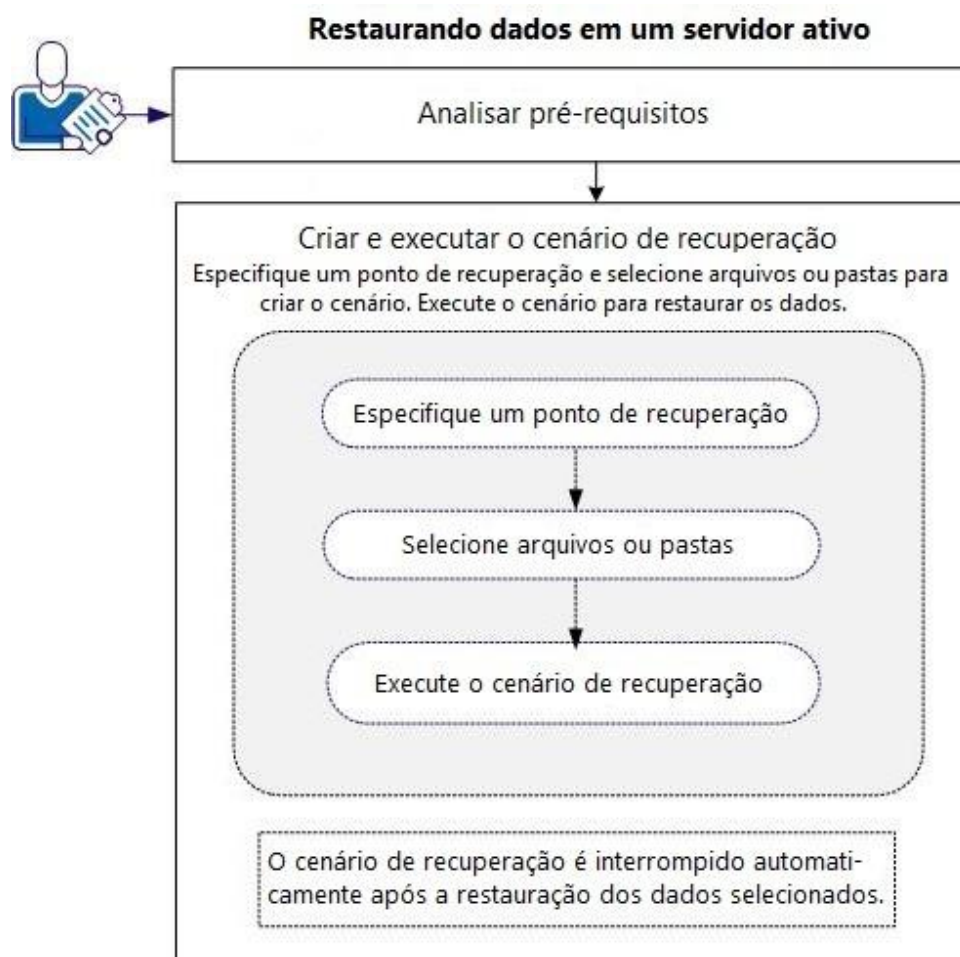 Restaurando dados em um servidor ativo
Analisar pré-requisitos
Criar e executar o cenário de recuperação
Especifique um ponto de recuperação e selecione arquivos ou pastas para
criar o cenário. Execute o cenário para restaurar os dados.
Especifique um ponto de recuperação
Selecione arquivos ou pastas
Execute o cenário de recuperação
O cenário de recuperação é interrompido automati-
camente após a restauração dos dados selecionados.